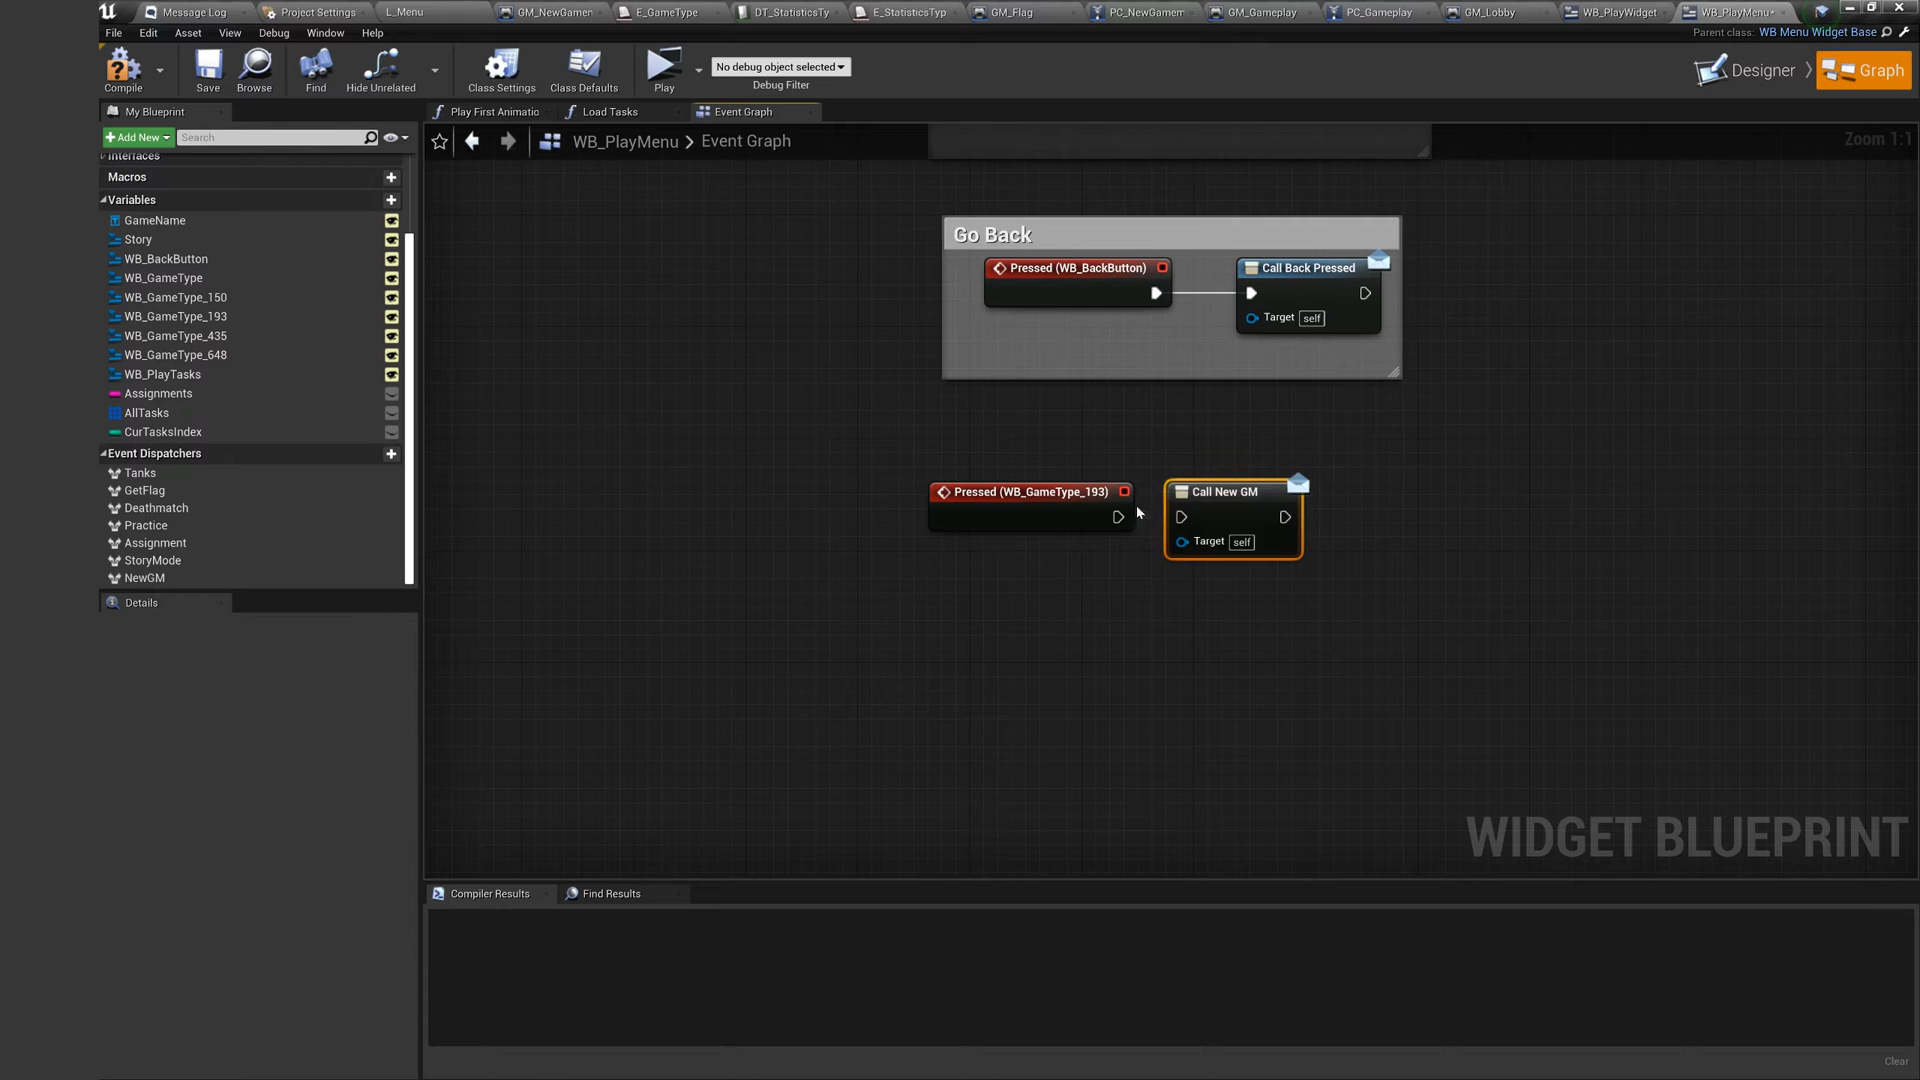 Message Log
Project Settings
L_Menu
GM_NewGamem
E_GameType
DT_StatisticsTy
E_StatisticsTyp
GM_Flag
PC_NewGamem
GM_Gameplay
PC_Gameplay
GM_Lobby
WB_PlayWidget
WB_PlayMenu*
File Edit Asset View Debug Window Help
Parent class: WB Menu Widget Base
Compile
Save
Browse
Find
Hide Unrelated
Class Settings
Class Defaults
Play
No debug object selected
Debug Filter
Designer
Graph
My Blueprint
Play First Animatic
Load Tasks
Event Graph
Add New
Search
WB_PlayMenu > Event Graph
Zoom 1:1
Interfaces
Macros
Variables
GameName
Story
WB_BackButton
WB_GameType
WB_GameType_150
WB_GameType_193
WB_GameType_435
WB_GameType_648
WB_PlayTasks
Assignments
AllTasks
CurTasksIndex
Event Dispatchers
Tanks
GetFlag
Deathmatch
Practice
Assignment
StoryMode
NewGM
Details
Go Back
Pressed (WB_BackButton)
Call Back Pressed
Target self
Pressed (WB_GameType_193)
Call New GM
Target self
WIDGET BLUEPRINT
Compiler Results
Find Results
Clear